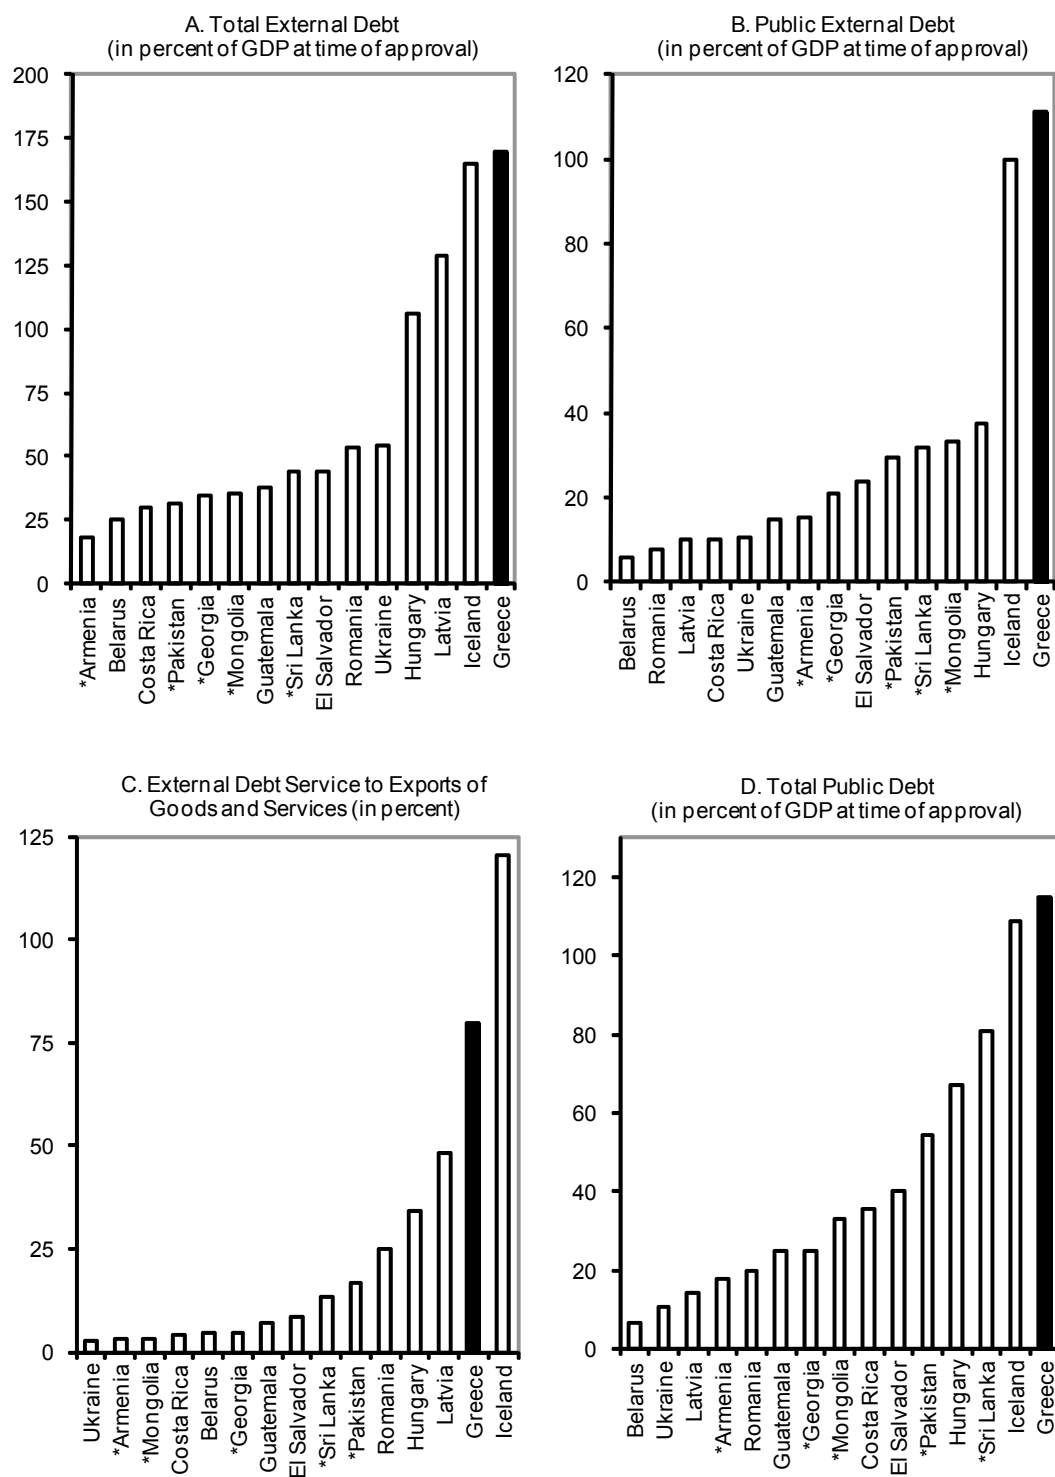 A. Total External Debt
(in percent of GDP at time of approval)
200
175
150
125
100
75
50
25
0
*Armenia
Belarus
Costa Rica
*Pakistan
*Georgia
*Mongolia
Guatemala
*Sri Lanka
El Salvador
Romania
Ukraine
Hungary
Latvia
Iceland
Greece
B. Public External Debt
(in percent of GDP at time of approval)
120
100
80
60
40
20
0
Belarus
Romania
Latvia
Costa Rica
Ukraine
Guatemala
*Armenia
*Georgia
El Salvador
*Pakistan
*Sri Lanka
*Mongolia
Hungary
Iceland
Greece
C. External Debt Service to Exports of
Goods and Services (in percent)
125
100
75
50
25
0
Ukraine
*Armenia
*Mongolia
Costa Rica
Belarus
*Georgia
Guatemala
El Salvador
*Sri Lanka
*Pakistan
Romania
Hungary
Latvia
Greece
Iceland
D. Total Public Debt
(in percent of GDP at time of approval)
120
100
80
60
40
20
0
Belarus
Ukraine
Latvia
*Armenia
Romania
Guatemala
*Georgia
*Mongolia
Costa Rica
El Salvador
*Pakistan
Hungary
*Sri Lanka
Iceland
Greece